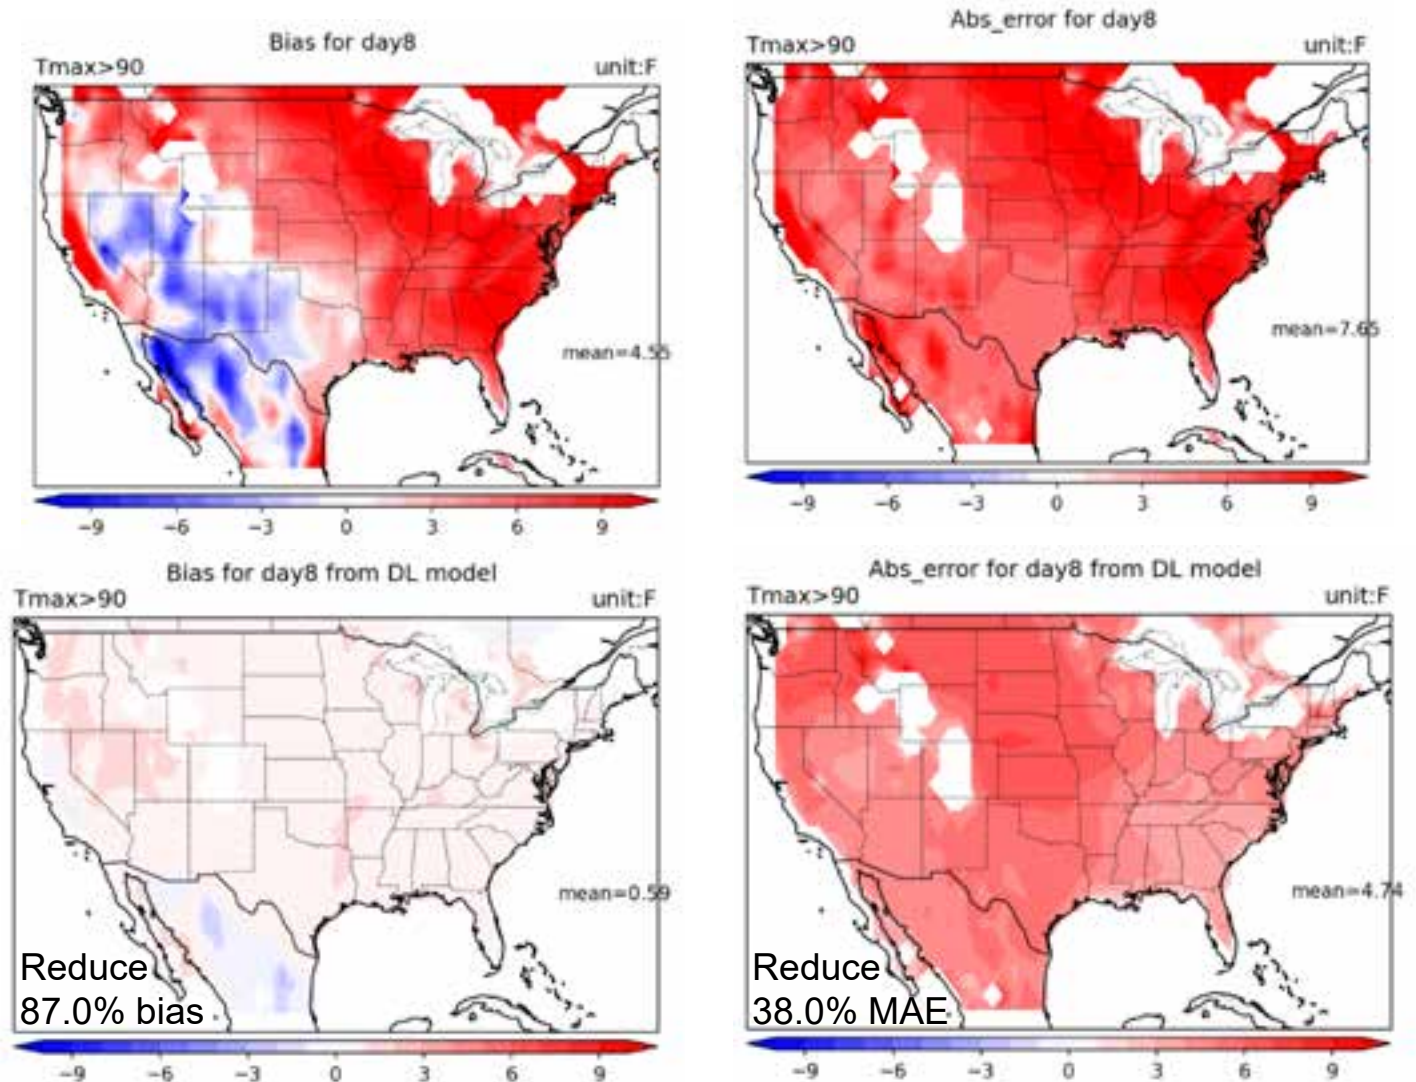 Bias for day8
Tmax>90 unit:F
mean=4.55
−9 −6 −3 0 3 6 9
Abs_error for day8
Tmax>90 unit:F
mean=7.65
−9 −6 −3 0 3 6 9
Bias for day8 from DL model
Tmax>90 unit:F
mean=0.59
Reduce
87.0% bias
−9 −6 −3 0 3 6 9
Abs_error for day8 from DL model
Tmax>90 unit:F
mean=4.74
Reduce
38.0% MAE
−9 −6 −3 0 3 6 9